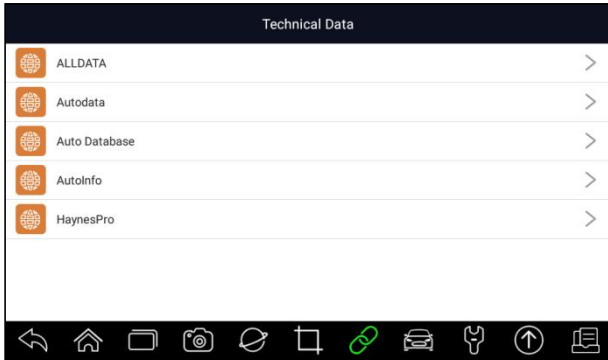 Technical Data
ALLDATA
Autodata
Auto Database
AutoInfo
HaynesPro